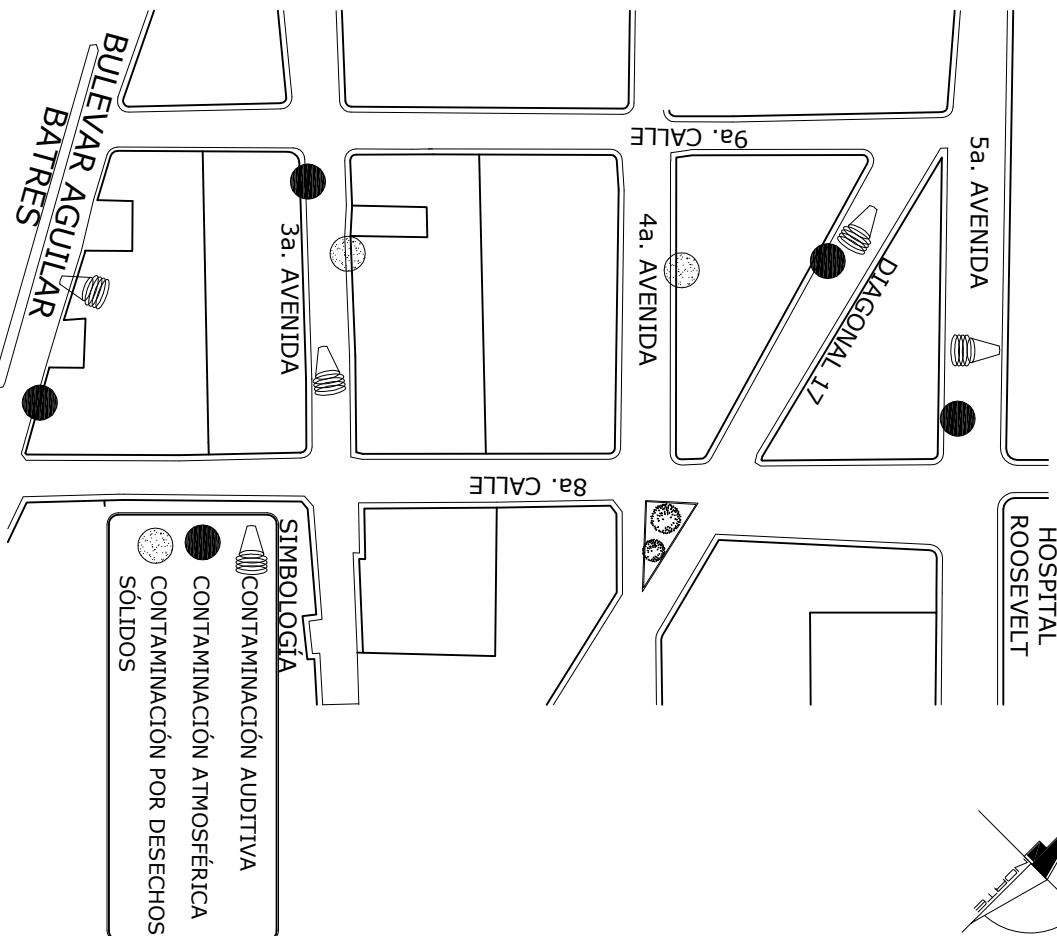 BULEVAR AGUILAR
BATRES
9a. CALLE
5a. AVENIDA
3a. AVENIDA
4a. AVENIDA
DIAGONAL 17
8a. CALLE
HOSPITAL
ROOSEVELT
SIMBOLOGÍA
CONTAMINACIÓN AUDITIVA
CONTAMINACIÓN ATMOSFÉRICA
CONTAMINACIÓN POR DESECHOS
SÓLIDOS